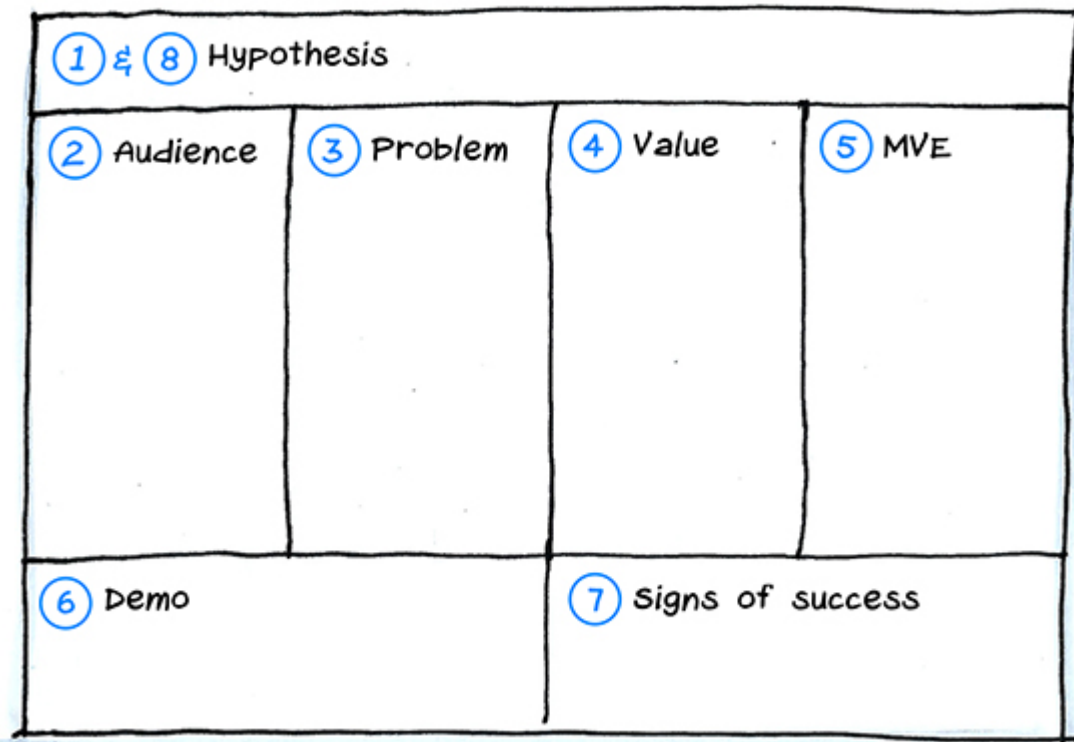 1 & 8 Hypothesis
2 Audience
3 Problem
4 Value
5 MVE
6 Demo
7 Signs of success